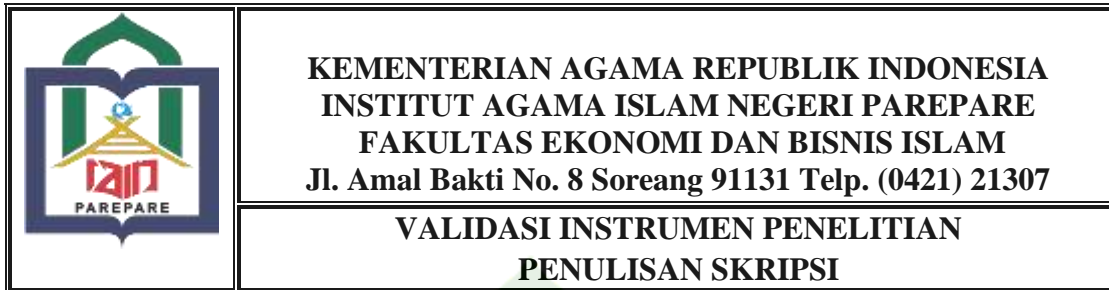 iain
PAREPARE
KEMENTERIAN AGAMA REPUBLIK INDONESIA
INSTITUT AGAMA ISLAM NEGERI PAREPARE
FAKULTAS EKONOMI DAN BISNIS ISLAM
Jl. Amal Bakti No. 8 Soreang 91131 Telp. (0421) 21307
VALIDASI INSTRUMEN PENELITIAN
PENULISAN SKRIPSI